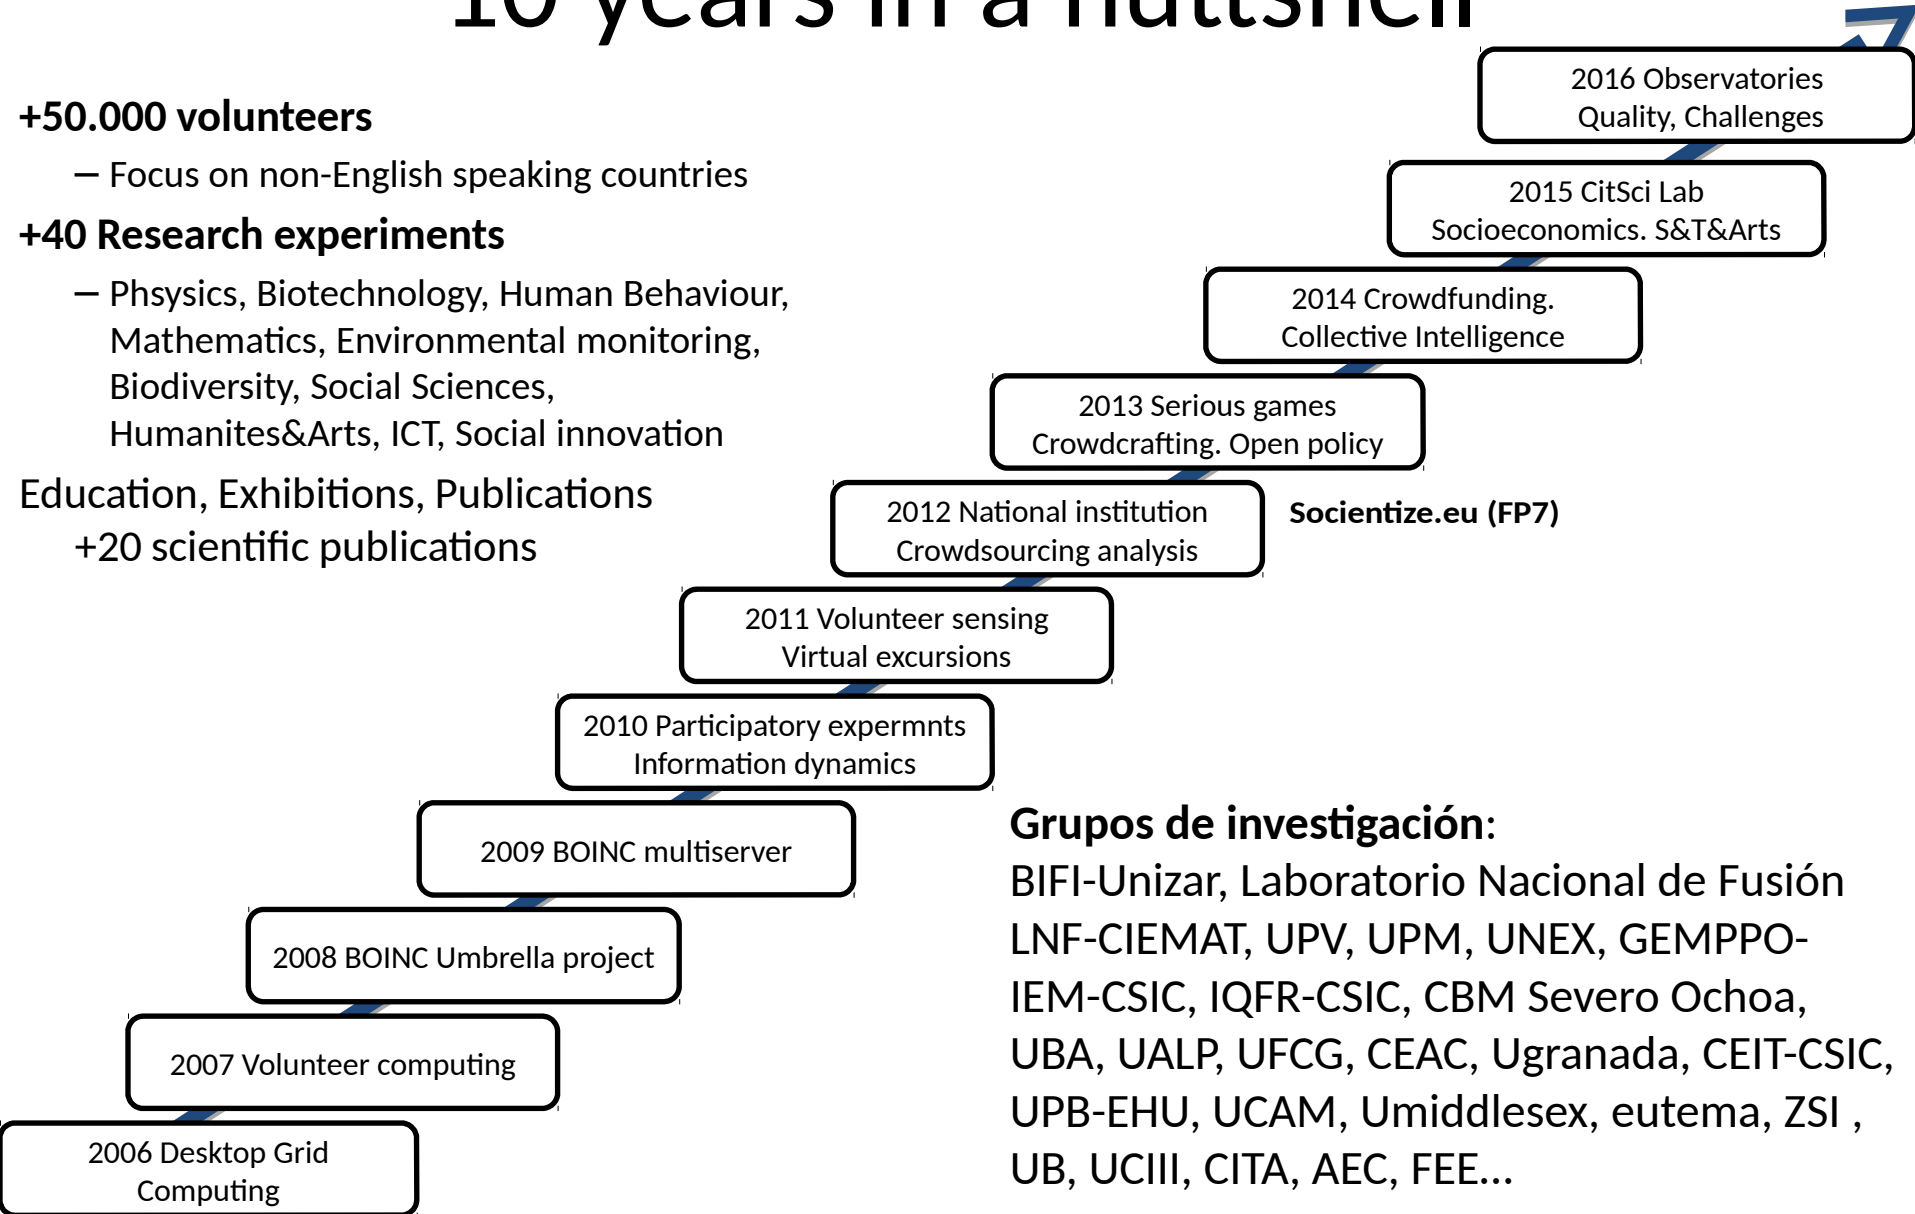 10 years in a nuttshell
+50.000 volunteers
– Focus on non-English speaking countries
+40 Research experiments
– Phsysics, Biotechnology, Human Behaviour,
Mathematics, Environmental monitoring,
Biodiversity, Social Sciences,
Humanites&Arts, ICT, Social innovation
Education, Exhibitions, Publications
+20 scientific publications
2016 Observatories
Quality, Challenges
2015 CitSci Lab
Socioeconomics. S&T&Arts
2014 Crowdfunding.
Collective Intelligence
2013 Serious games
Crowdcrafting. Open policy
2012 National institution
Crowdsourcing analysis
Socientize.eu (FP7)
2011 Volunteer sensing
Virtual excursions
2010 Participatory expermnts
Information dynamics
2009 BOINC multiserver
2008 BOINC Umbrella project
2007 Volunteer computing
2006 Desktop Grid
Computing
Grupos de investigación:
BIFI-Unizar, Laboratorio Nacional de Fusión
LNF-CIEMAT, UPV, UPM, UNEX, GEMPPO-
IEM-CSIC, IQFR-CSIC, CBM Severo Ochoa,
UBA, UALP, UFCG, CEAC, Ugranada, CEIT-CSIC,
UPB-EHU, UCAM, Umiddlesex, eutema, ZSI ,
UB, UCIII, CITA, AEC, FEE...